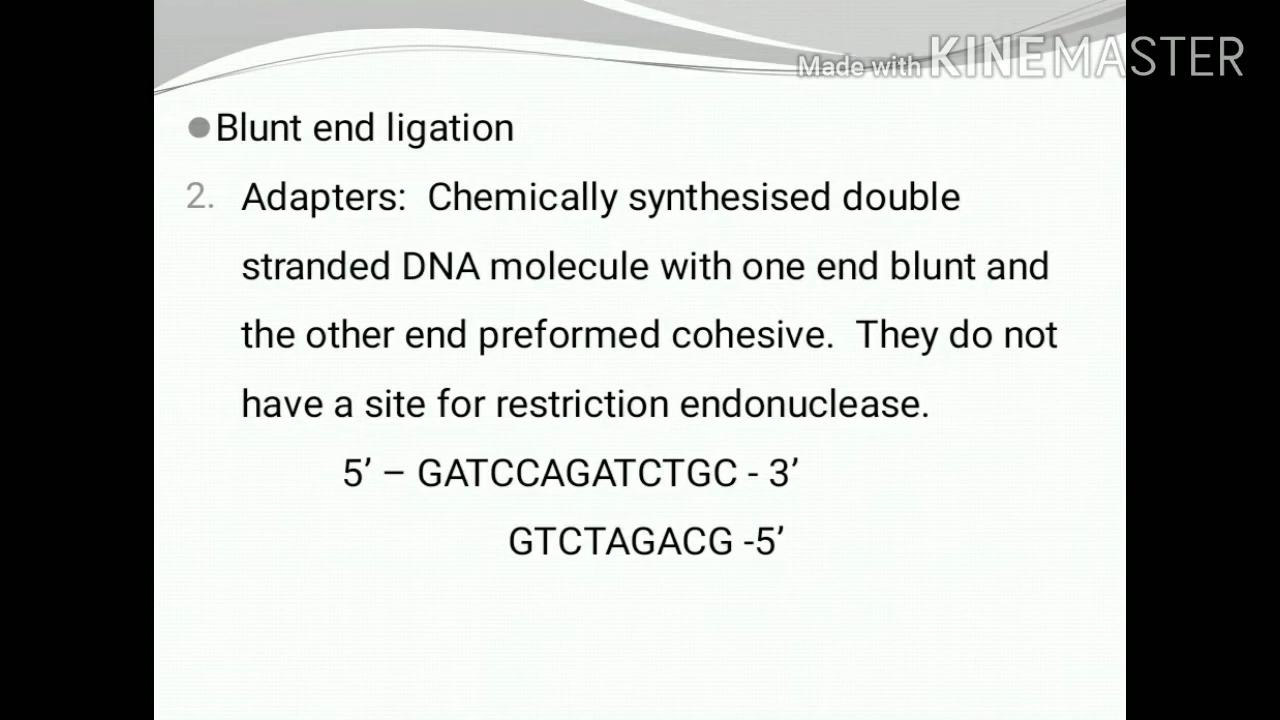 Made with KINEMASTER
Blunt end ligation
2. Adapters: Chemically synthesised double
stranded DNA molecule with one end blunt and
the other end preformed cohesive. They do not
have a site for restriction endonuclease.
5’ – GATCCAGATCTGC - 3’
GTCTAGACG -5’